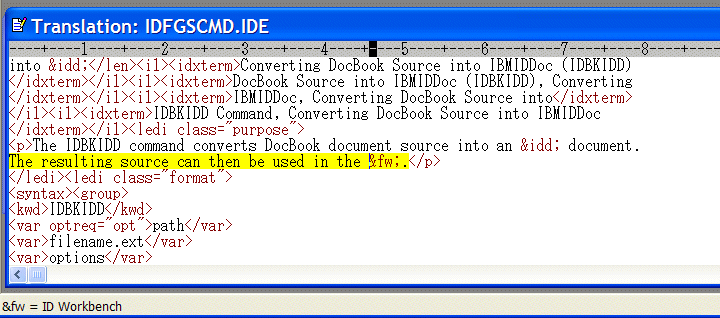 Translation: IDFGSCMD.IDE
----+----1----+----2----+----3----+----4----+----5----+----6----+----7----+----8----
into &idd;</len><i1><idxterm>Converting DocBook Source into IBMIDDoc (IDBKIDD)
</idxterm></i1><i1><idxterm>DocBook Source into IBMIDDoc (IDBKIDD), Converting
</idxterm></i1><i1><idxterm>IBMIDDoc, Converting DocBook Source into</idxterm>
</i1><i1><idxterm>IDBKIDD Command, Converting DocBook Source into IBMIDDoc
</idxterm></i1><ledi class="purpose">
<p>The IDBKIDD command converts DocBook document source into an &idd; document.
The resulting source can then be used in the &fw;.</p>
</ledi><ledi class="format">
<syntax><group>
<kwd>IDBKIDD</kwd>
<var optreq="opt">path</var>
<var>filename.ext</var>
<var>options</var>
&fw = ID Workbench